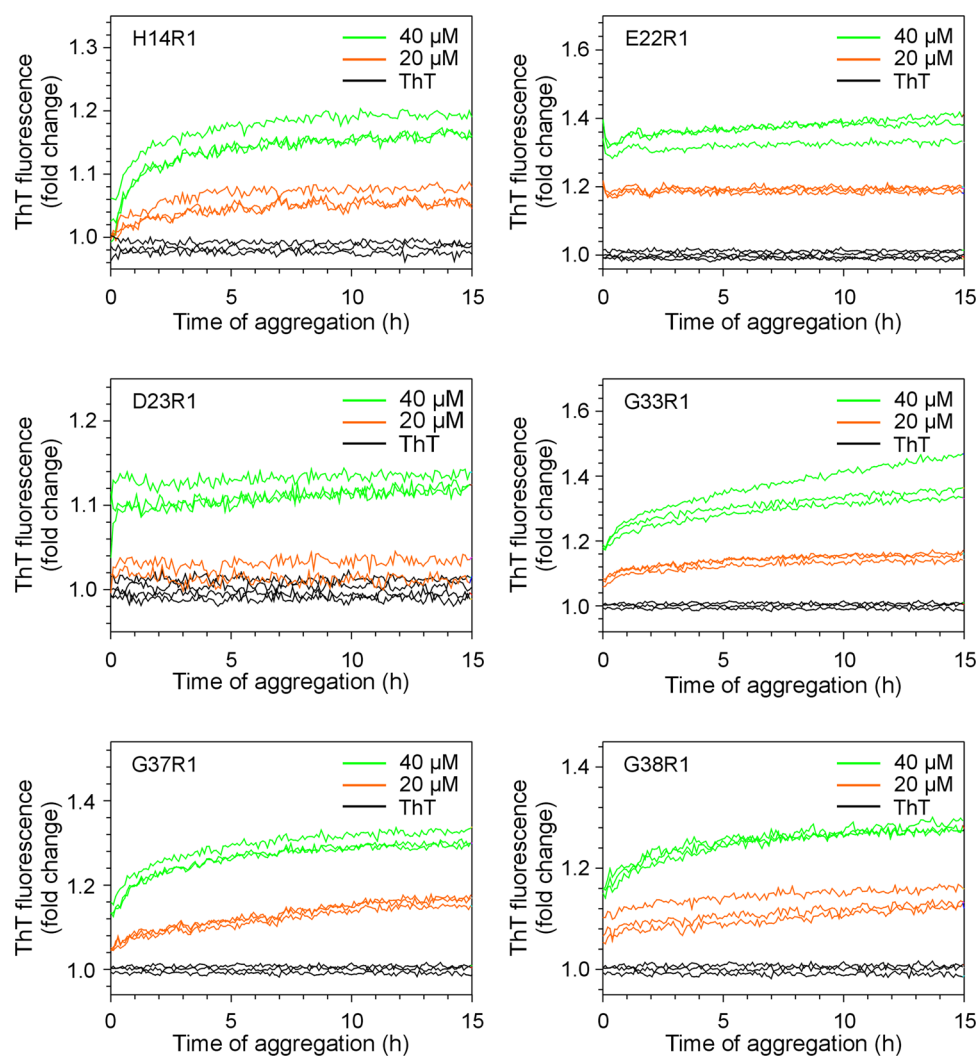 H14R1
40 µM
20 µM
ThT
ThT fluorescence
(fold change)
1.3
1.2
1.1
1.0
0 5 10 15
Time of aggregation (h)
E22R1
40 µM
20 µM
ThT
ThT fluorescence
(fold change)
1.6
1.4
1.2
1.0
0 5 10 15
Time of aggregation (h)
D23R1
40 µM
20 µM
ThT
ThT fluorescence
(fold change)
1.2
1.1
1.0
0 5 10 15
Time of aggregation (h)
G33R1
40 µM
20 µM
ThT
ThT fluorescence
(fold change)
1.6
1.4
1.2
1.0
0 5 10 15
Time of aggregation (h)
G37R1
40 µM
20 µM
ThT
ThT fluorescence
(fold change)
1.4
1.2
1.0
0 5 10 15
Time of aggregation (h)
G38R1
40 µM
20 µM
ThT
ThT fluorescence
(fold change)
1.4
1.2
1.0
0 5 10 15
Time of aggregation (h)